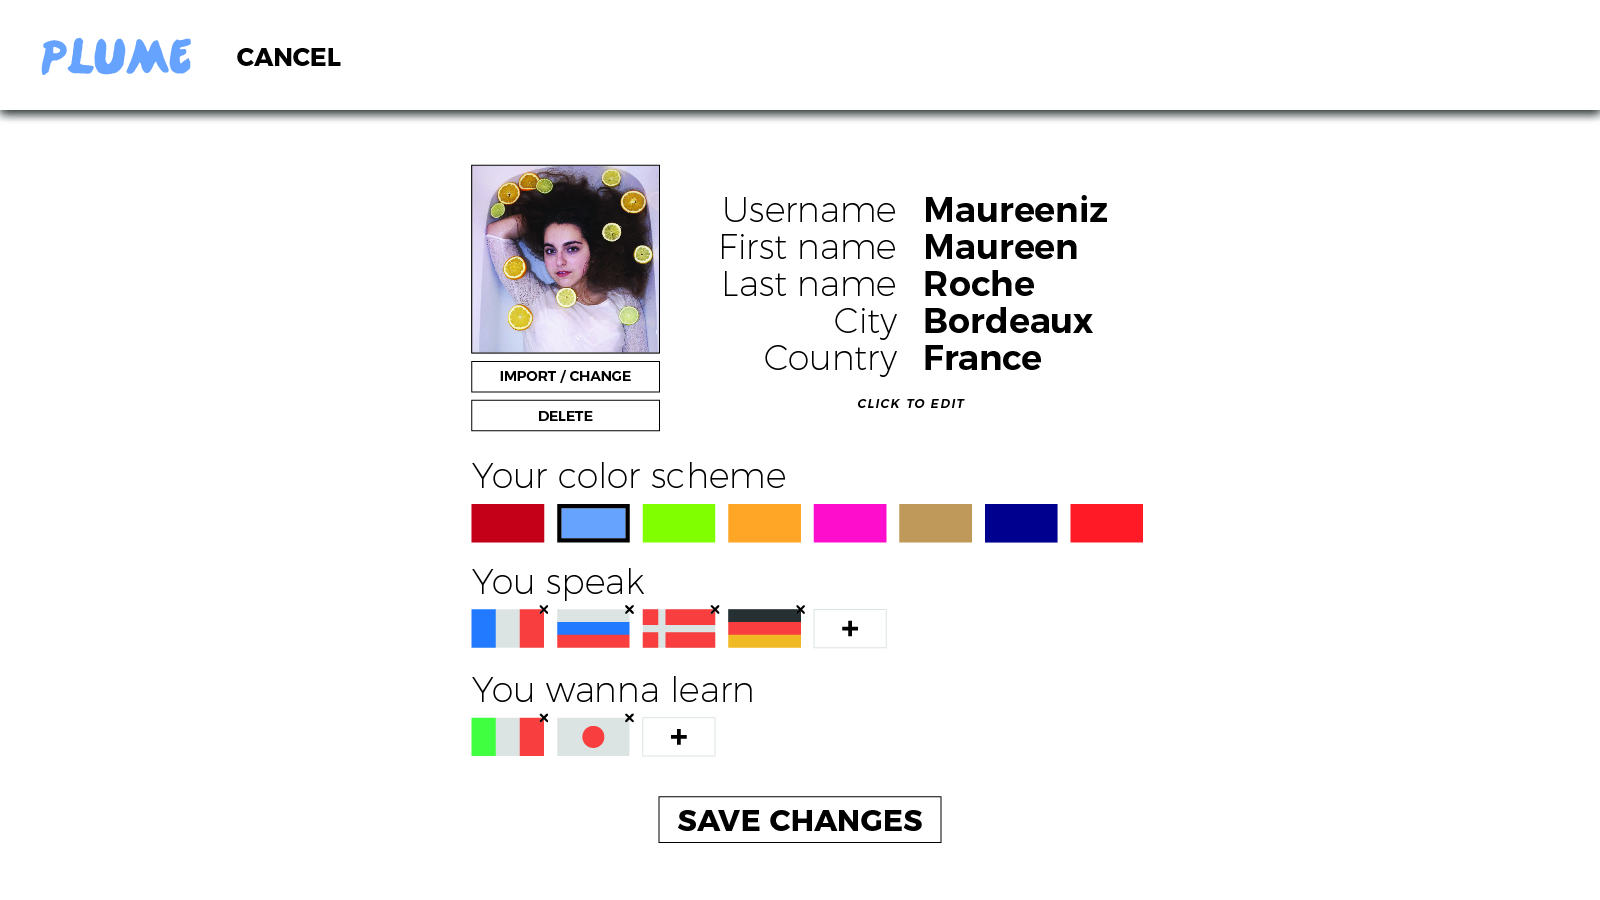 PLUME CANCEL
Username Maureeniz
First name Maureen
Last name Roche
City Bordeaux
Country France
IMPORT / CHANGE
CLICK TO EDIT
DELETE
Your color scheme
You speak
× × × × +
You wanna learn
× × +
SAVE CHANGES